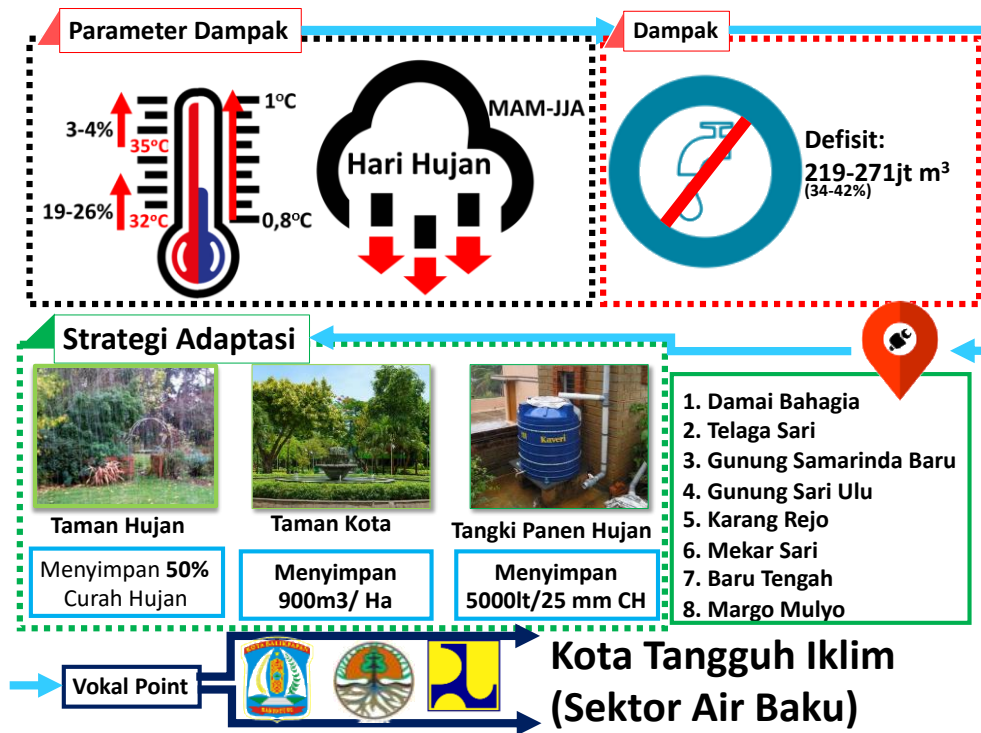 Parameter Dampak
Dampak
3-4%
35°C
1°C
19-26%
32°C
0,8°C
MAM-JJA
Hari Hujan
Defisit:
219-271jt m³
(34-42%)
Strategi Adaptasi
Kaveri
Taman Hujan
Taman Kota
Tangki Panen Hujan
Menyimpan 50%
Curah Hujan
Menyimpan
900m3/ Ha
Menyimpan
5000lt/25 mm CH
1. Damai Bahagia
2. Telaga Sari
3. Gunung Samarinda Baru
4. Gunung Sari Ulu
5. Karang Rejo
6. Mekar Sari
7. Baru Tengah
8. Margo Mulyo
Vokal Point
KOTA BALIKPAPAN
Kota Tangguh Iklim
(Sektor Air Baku)